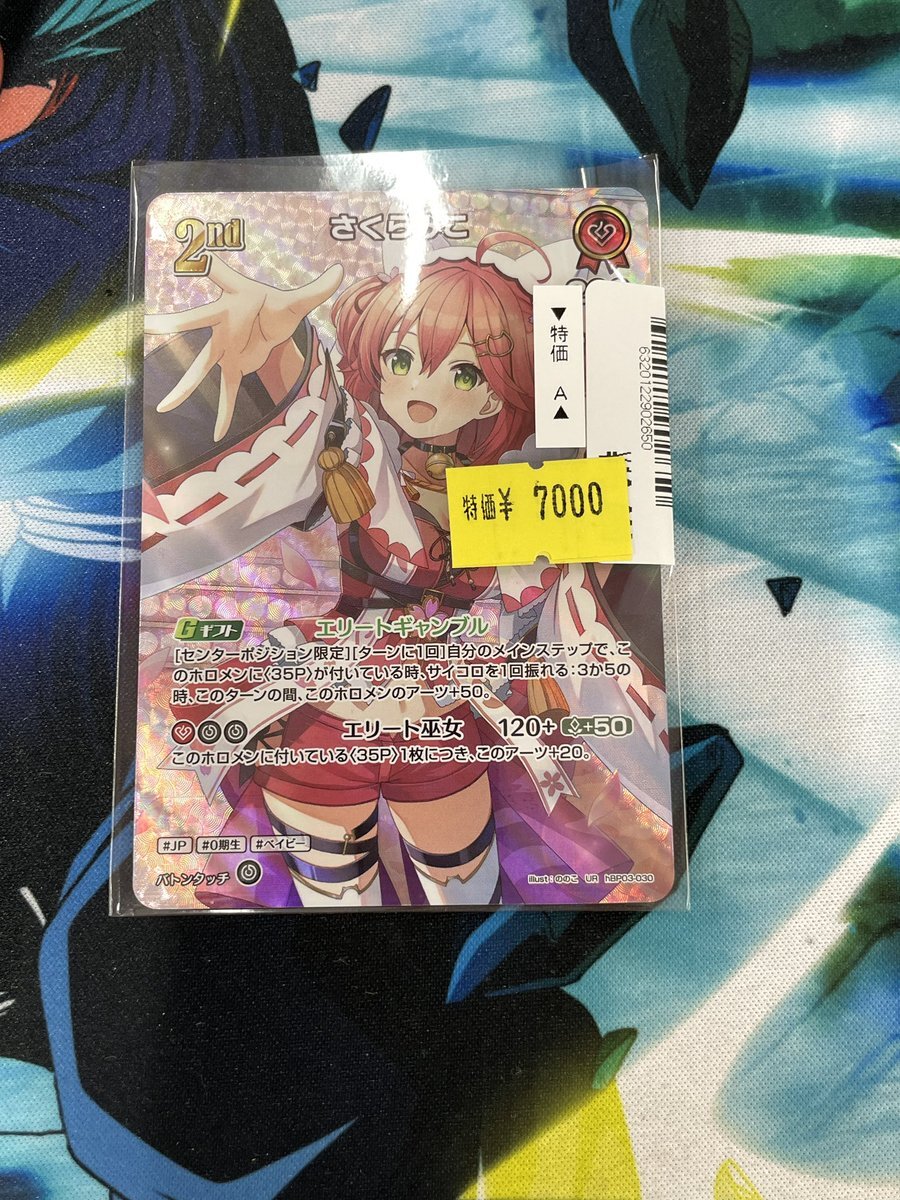 2nd
さくらみこ
▼特価 A▲
6320122902650
特価¥ 7000
Gギフト エリートギャンブル
[センターポジション限定][ターンに1回]自分のメインステップで、こ
のホロメンに〈35P〉が付いている時、サイコロを1回振れる:3か5の
時、このターンの間、このホロメンのアーツ+50。
エリート巫女 120+ +50
このホロメンに付いている〈35P〉1枚につき、このアーツ+20。
#JP #0期生 #ベイビー
バトンタッチ
illust:ののこ UR hBP03-030